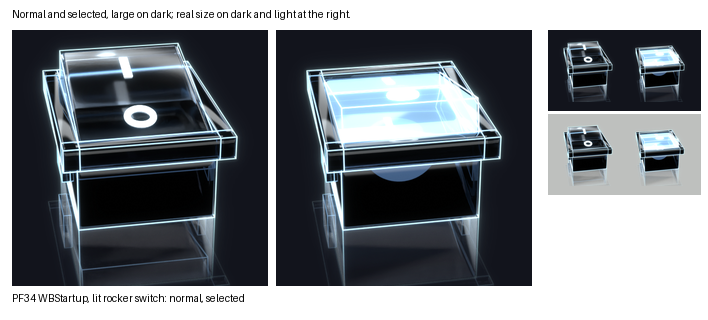 Normal and selected, large on dark; real size on dark and light at the right.
PF34 WBStartup, lit rocker switch: normal, selected